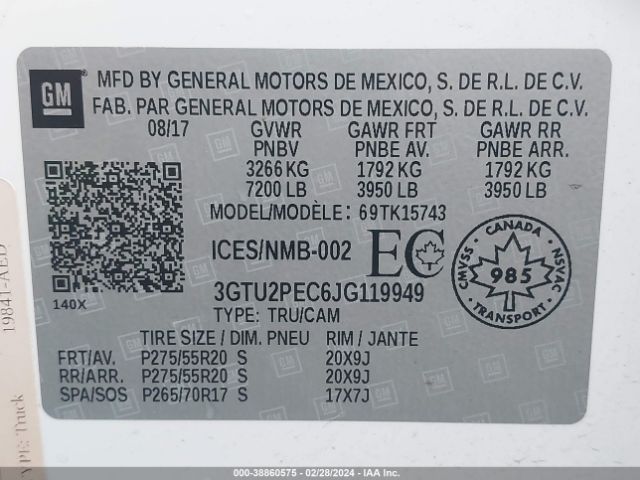 GM
MFD BY GENERAL MOTORS DE MEXICO, S. DE R.L. DE C.V.
FAB. PAR GENERAL MOTORS DE MEXICO, S. DE R.L. DE C.V.
08/17 GVWR GAWR FRT GAWR RR
PNBV PNBE AV. PNBE ARR.
3266 KG 1792 KG 1792 KG
7200 LB 3950 LB 3950 LB
MODEL/MODÈLE: 69TK15743
ICES/NMB-002 EC
CANADA
CMVSS 985 NSVAC
TRANSPORT
140X
3GTU2PEC6JG119949
TYPE: TRU/CAM
TIRE SIZE / DIM. PNEU RIM / JANTE
FRT/AV. P275/55R20 S 20X9J
RR/ARR. P275/55R20 S 20X9J
SPA/SOS P265/70R17 S 17X7J
19841-AED
Truck
000-38860575 - 02/28/2024 - IAA Inc.